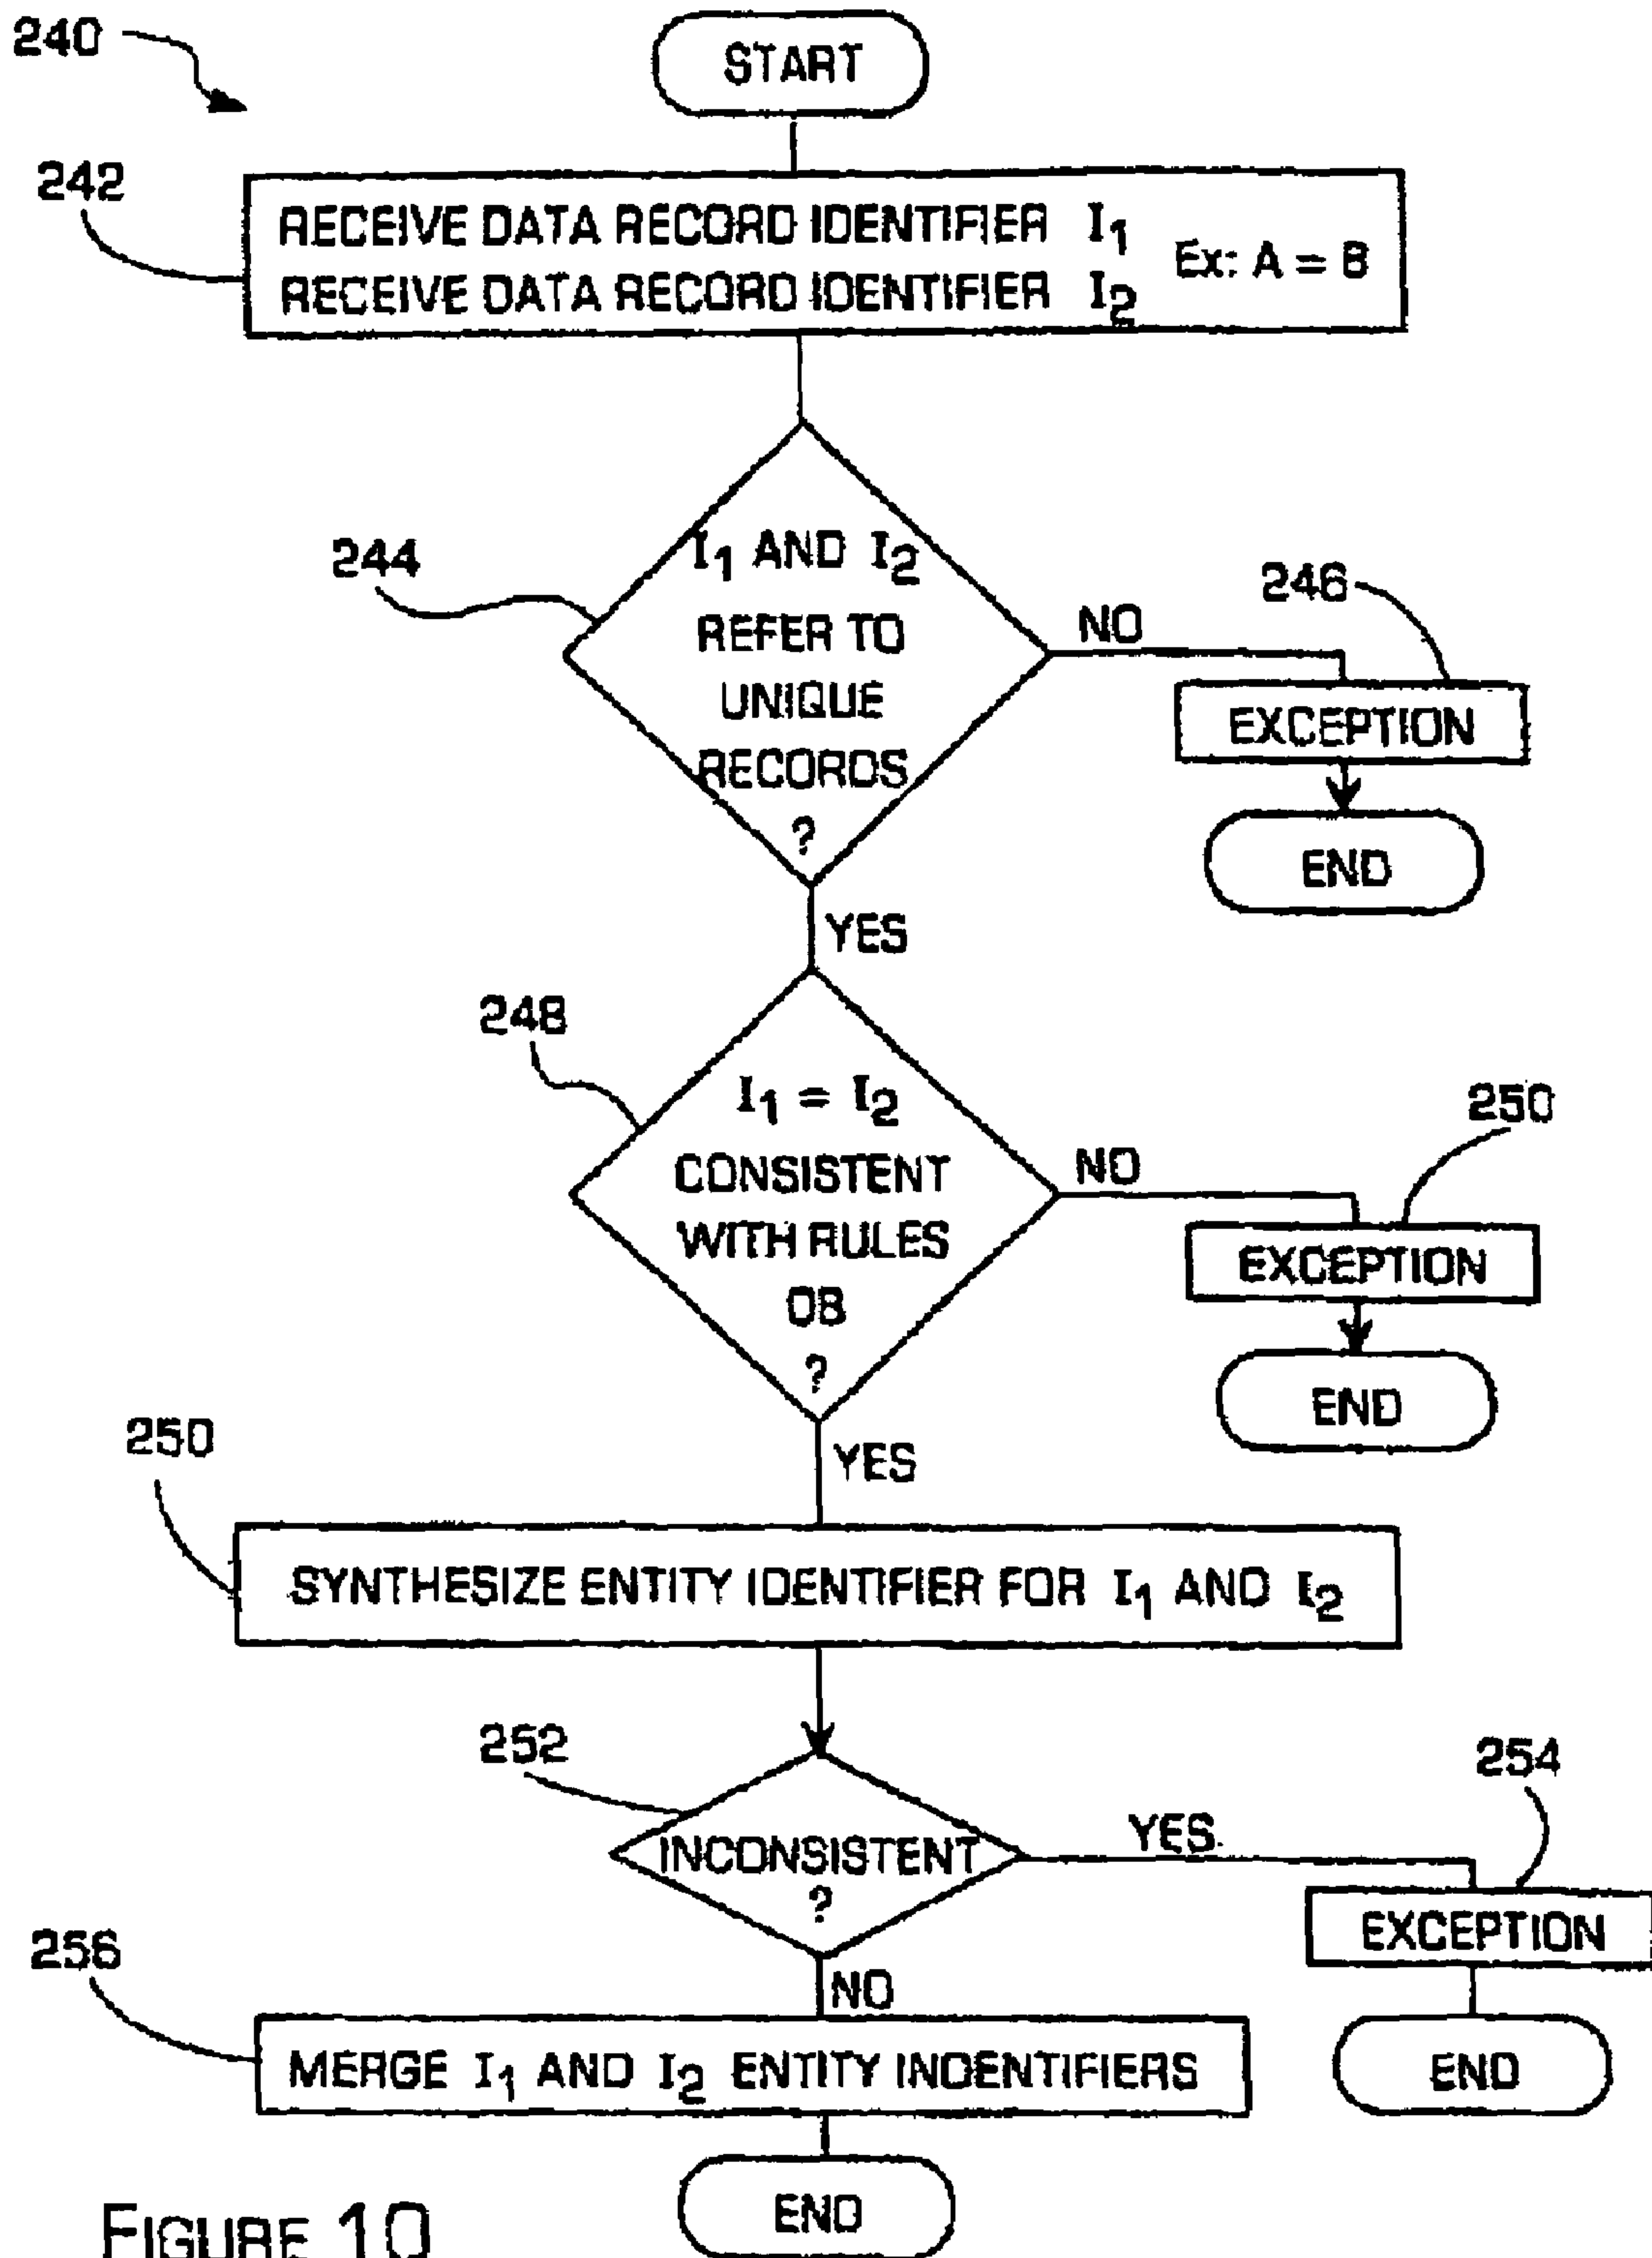 240
START
242
RECEIVE DATA RECORD IDENTIFIER I1
RECEIVE DATA RECORD IDENTIFIER I2
Ex: A = B
244
I1 AND I2
REFER TO
UNIQUE
RECORDS
?
NO
246
EXCEPTION
END
YES
248
I1 = I2
CONSISTENT
WITH RULES
DB
?
NO
250
EXCEPTION
END
YES
250
SYNTHESIZE ENTITY IDENTIFIER FOR I1 AND I2
252
INCONSISTENT
?
YES
254
EXCEPTION
END
NO
256
MERGE I1 AND I2 ENTITY INDENTIFIERS
END
FIGURE 10